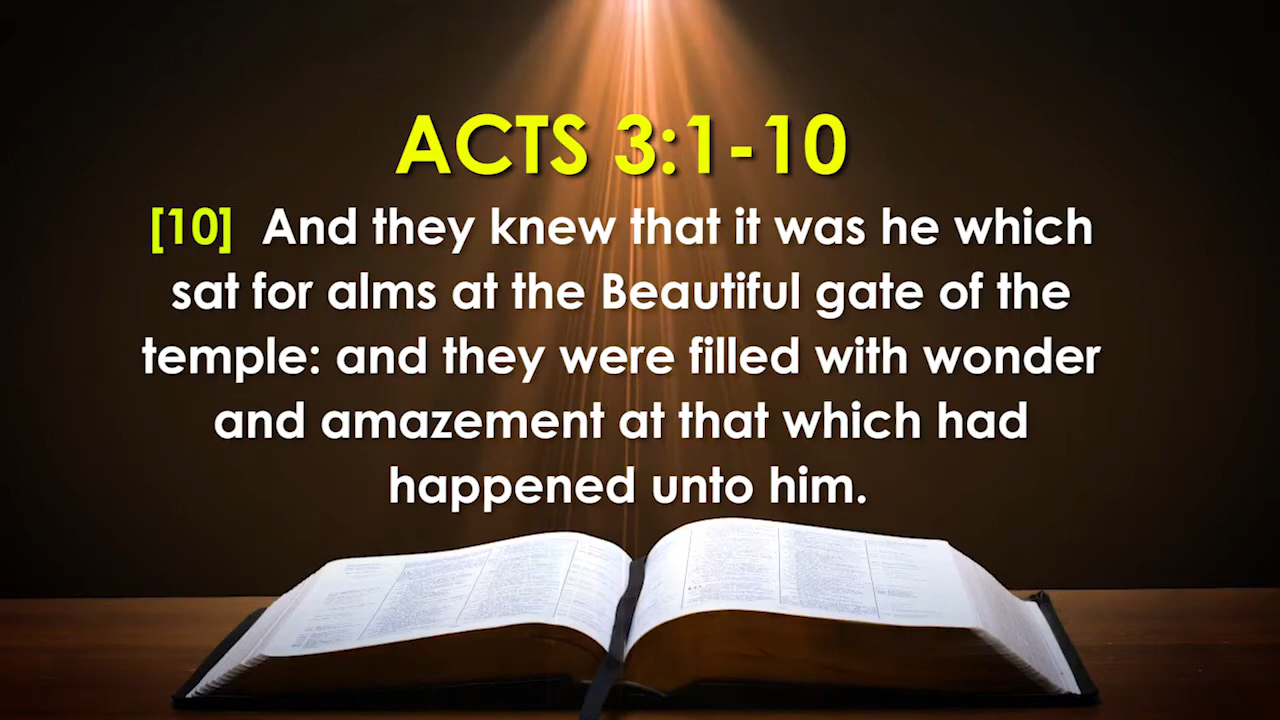 ACTS 3:1-10
[10] And they knew that it was he which
sat for alms at the Beautiful gate of the
temple: and they were filled with wonder
and amazement at that which had
happened unto him.